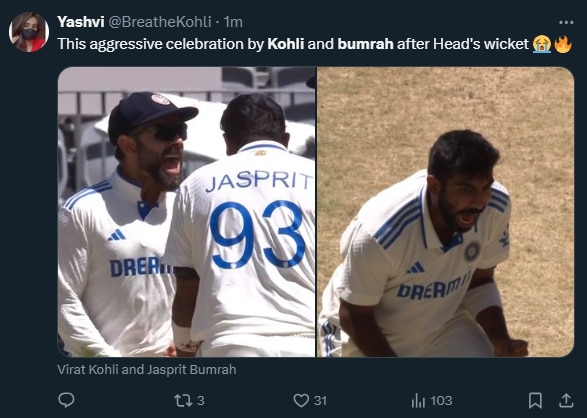 Yashvi @BreatheKohli · 1m
This aggressive celebration by Kohli and bumrah after Head's wicket 😭🔥
JASPRIT
93
DREAM
DREAM
Virat Kohli and Jasprit Bumrah
3
31
103